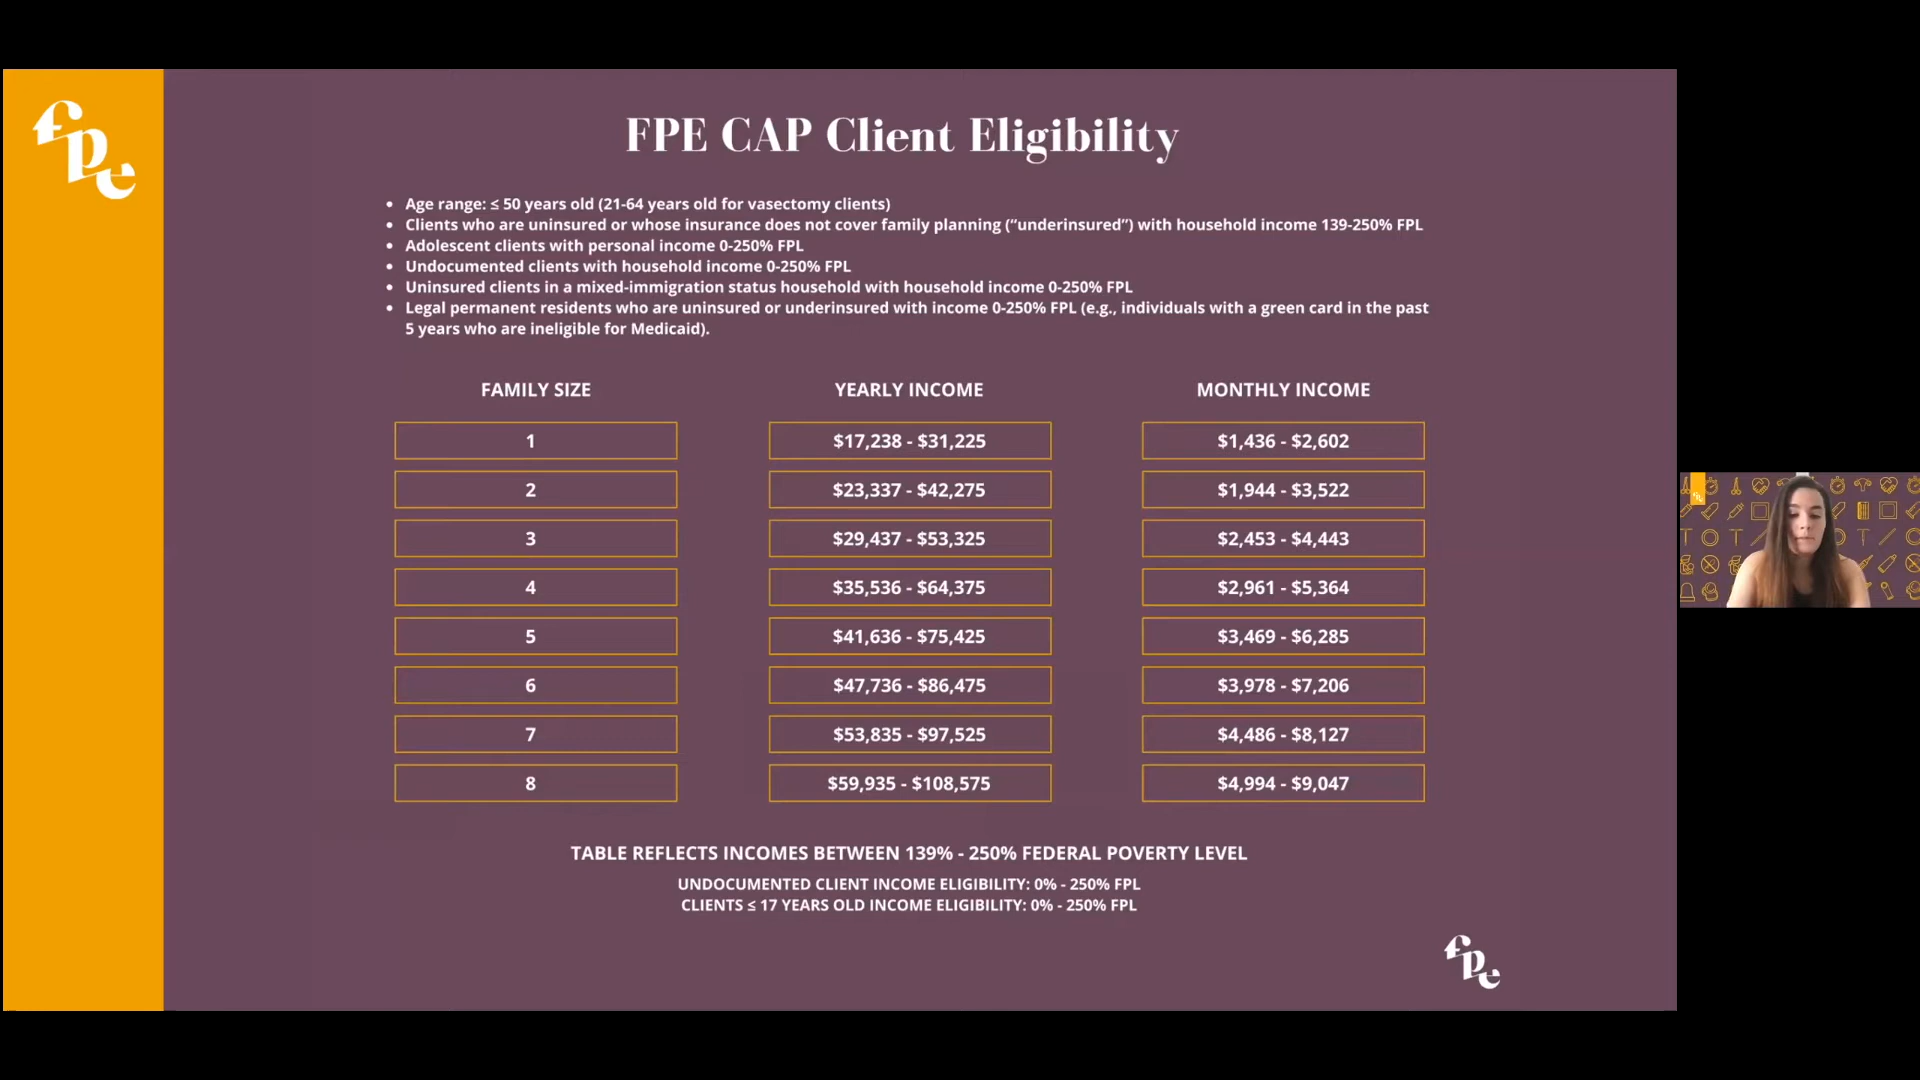 fpe
FPE CAP Client Eligibility
• Age range: ≤ 50 years old (21-64 years old for vasectomy clients)
• Clients who are uninsured or whose insurance does not cover family planning (“underinsured”) with household income 139-250% FPL
• Adolescent clients with personal income 0-250% FPL
• Undocumented clients with household income 0-250% FPL
• Uninsured clients in a mixed-immigration status household with household income 0-250% FPL
• Legal permanent residents who are uninsured or underinsured with income 0-250% FPL (e.g., individuals with a green card in the past
5 years who are ineligible for Medicaid).
FAMILY SIZE YEARLY INCOME MONTHLY INCOME
1 $17,238 - $31,225 $1,436 - $2,602
2 $23,337 - $42,275 $1,944 - $3,522
3 $29,437 - $53,325 $2,453 - $4,443
4 $35,536 - $64,375 $2,961 - $5,364
5 $41,636 - $75,425 $3,469 - $6,285
6 $47,736 - $86,475 $3,978 - $7,206
7 $53,835 - $97,525 $4,486 - $8,127
8 $59,935 - $108,575 $4,994 - $9,047
TABLE REFLECTS INCOMES BETWEEN 139% - 250% FEDERAL POVERTY LEVEL
UNDOCUMENTED CLIENT INCOME ELIGIBILITY: 0% - 250% FPL
CLIENTS ≤ 17 YEARS OLD INCOME ELIGIBILITY: 0% - 250% FPL
fpe